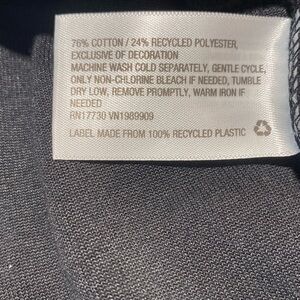 76% COTTON / 24% RECYCLED POLYESTER,
EXCLUSIVE OF DECORATION
MACHINE WASH COLD SEPARATELY, GENTLE CYCLE,
ONLY NON-CHLORINE BLEACH IF NEEDED, TUMBLE
DRY LOW, REMOVE PROMPTLY, WARM IRON IF
NEEDED
RN17730 VN1989909
LABEL MADE FROM 100% RECYCLED PLASTIC